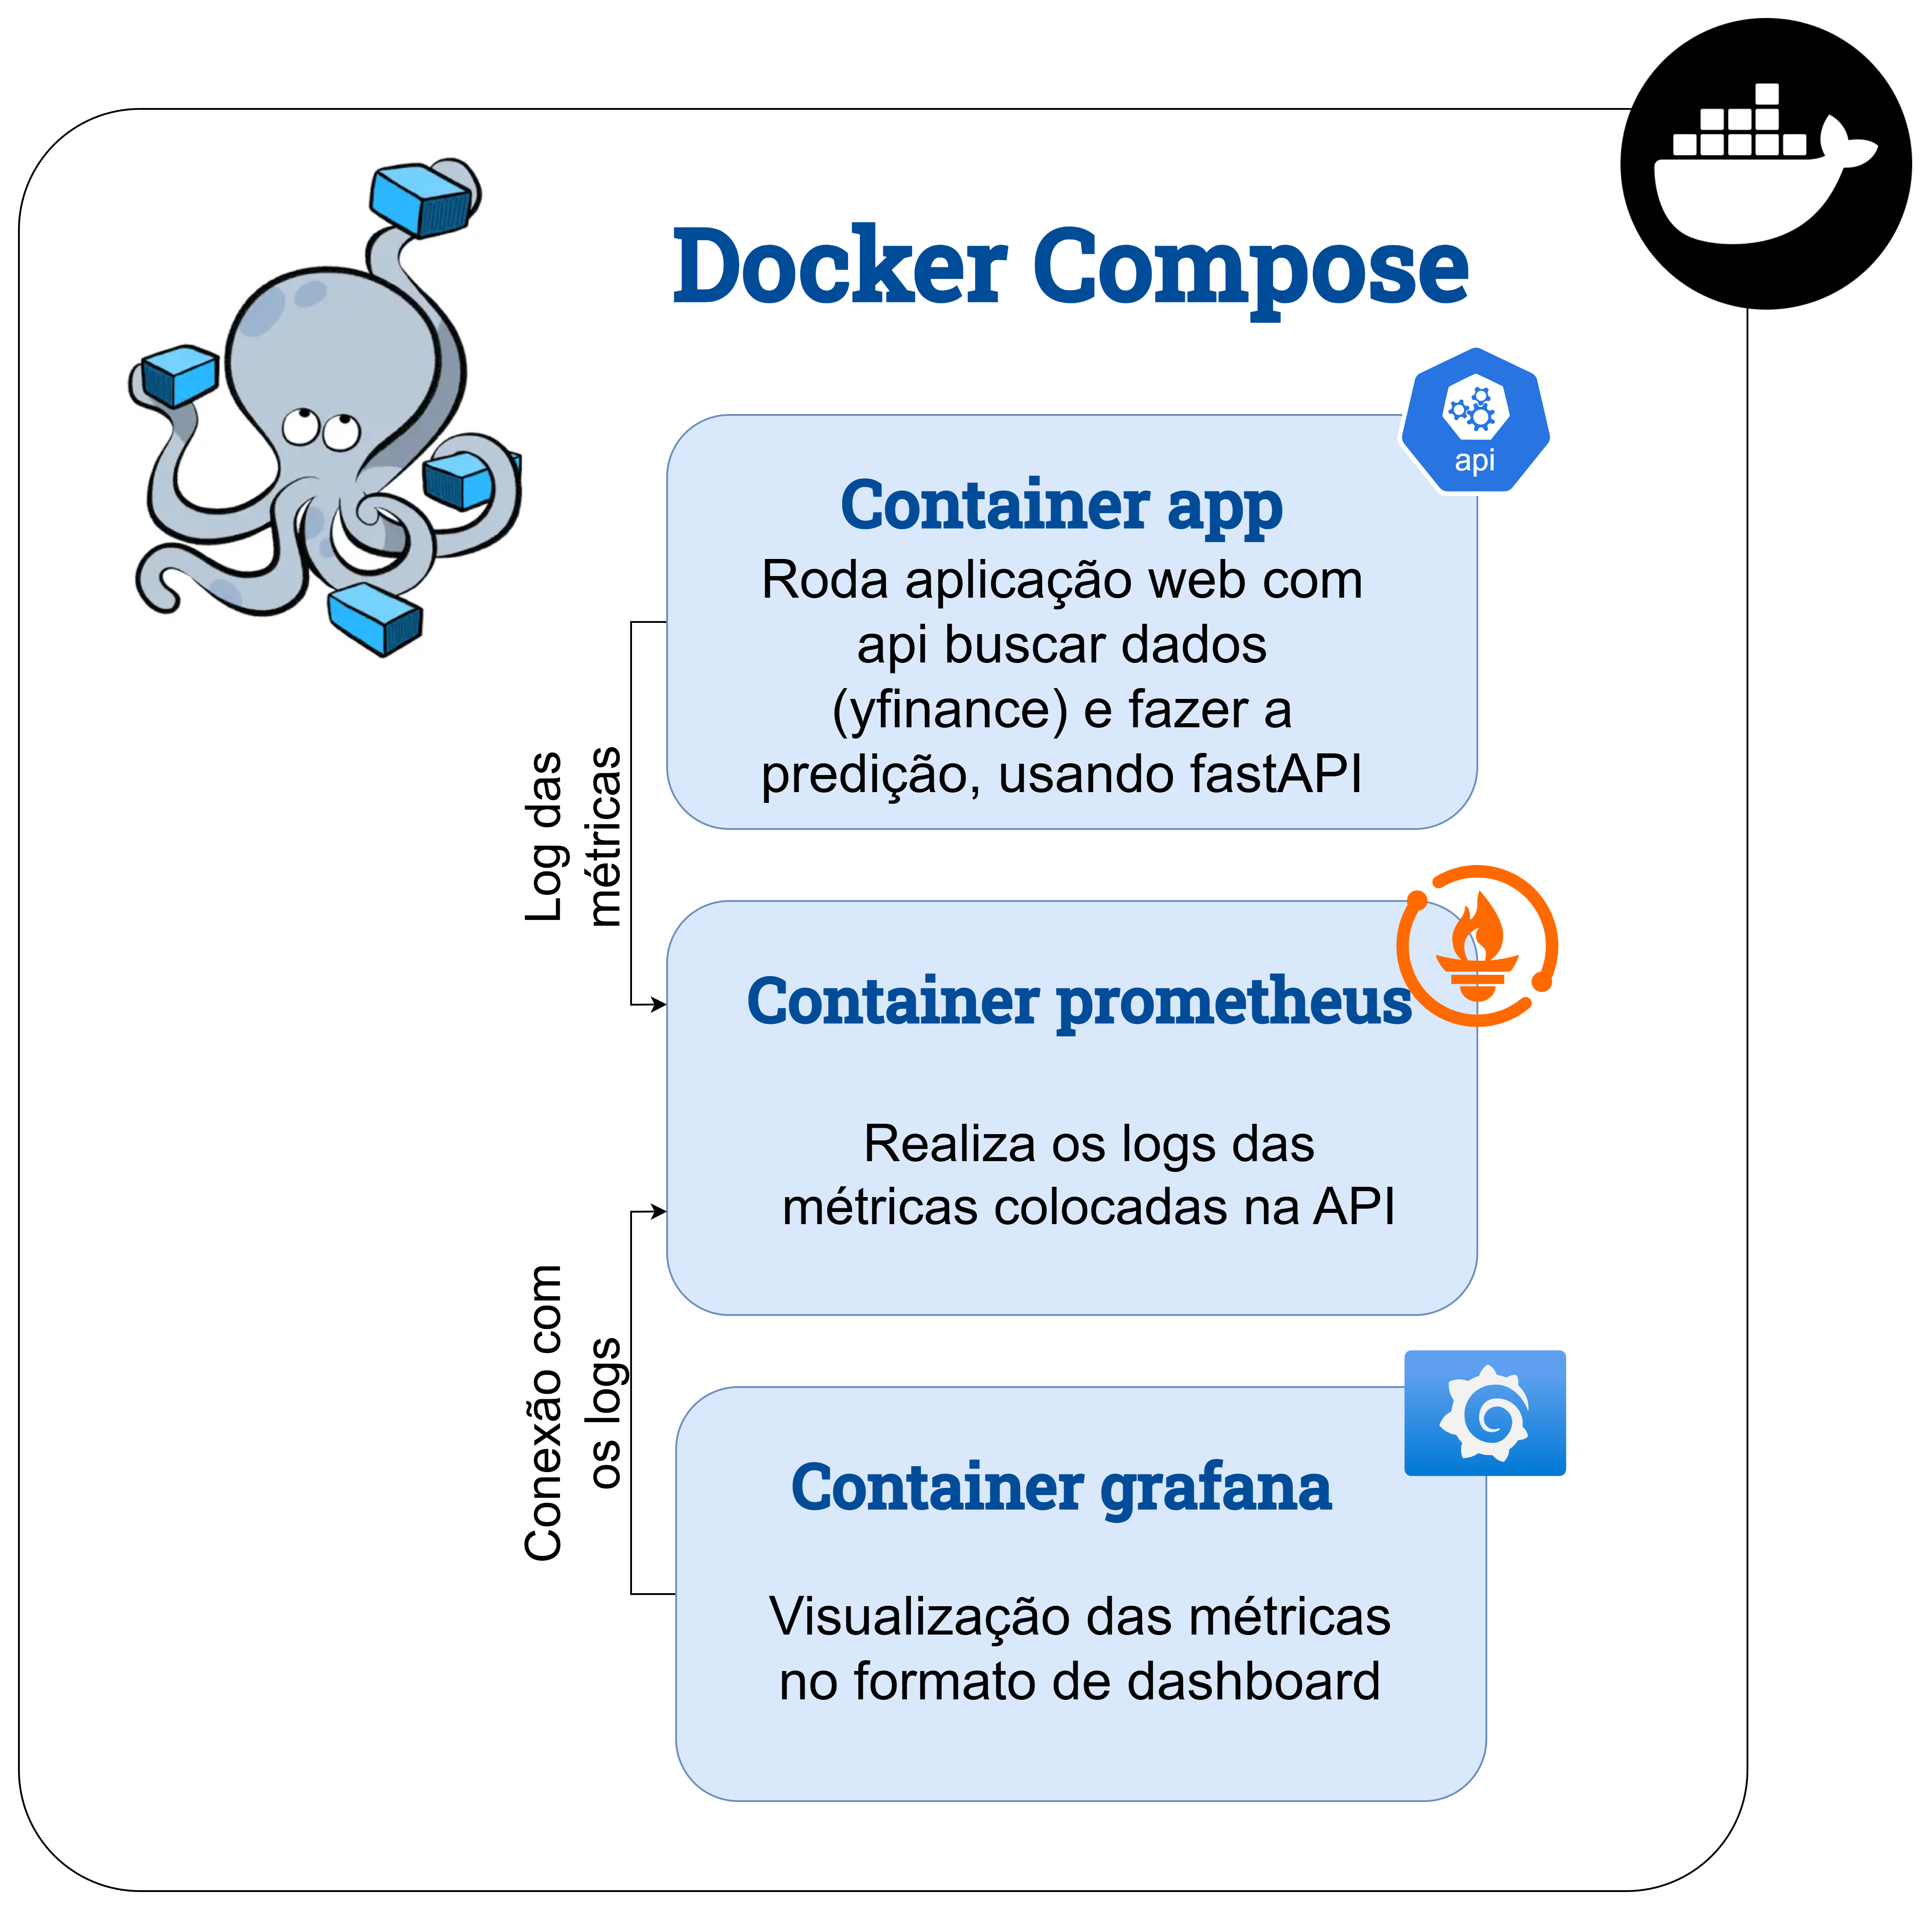 Docker Compose
api
Container app
Roda aplicação web com
api buscar dados
(yfinance) e fazer a
predição, usando fastAPI
Log das
métricas
Container prometheus
Realiza os logs das
métricas colocadas na API
Conexão com
os logs
Container grafana
Visualização das métricas
no formato de dashboard